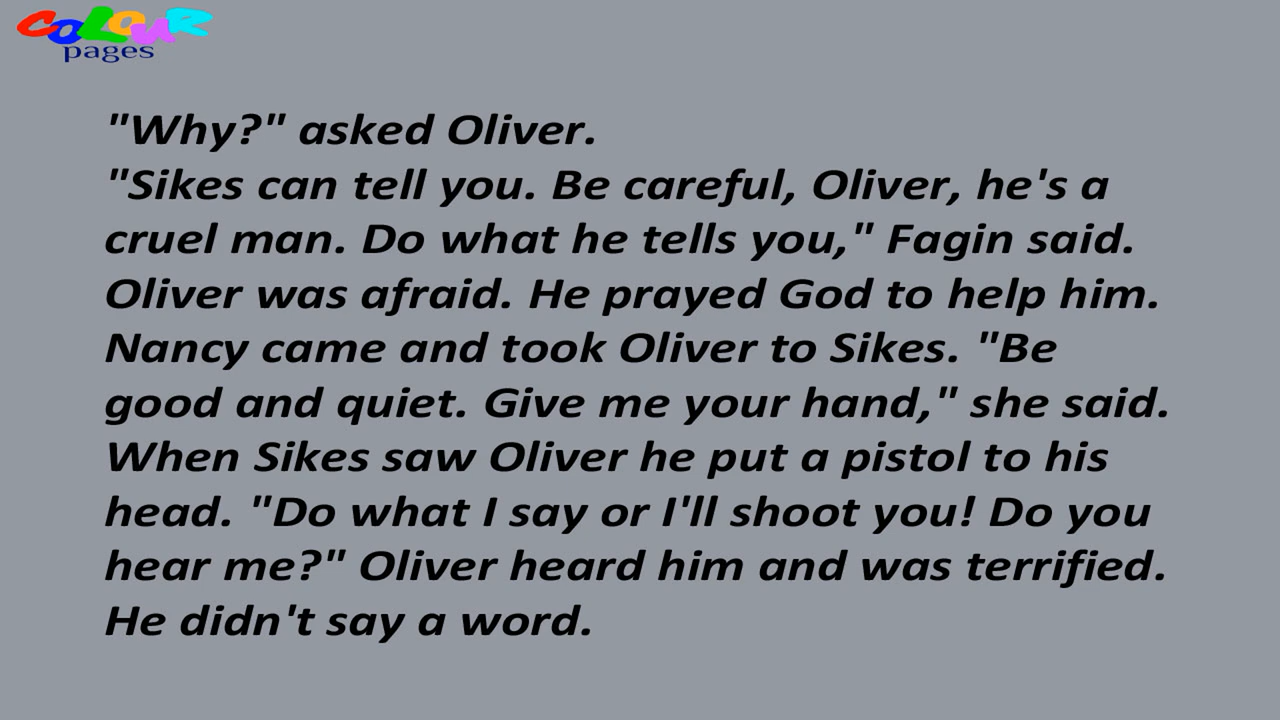 COLOUR
pages
"Why?" asked Oliver.
"Sikes can tell you. Be careful, Oliver, he's a
cruel man. Do what he tells you," Fagin said.
Oliver was afraid. He prayed God to help him.
Nancy came and took Oliver to Sikes. "Be
good and quiet. Give me your hand," she said.
When Sikes saw Oliver he put a pistol to his
head. "Do what I say or I'll shoot you! Do you
hear me?" Oliver heard him and was terrified.
He didn't say a word.